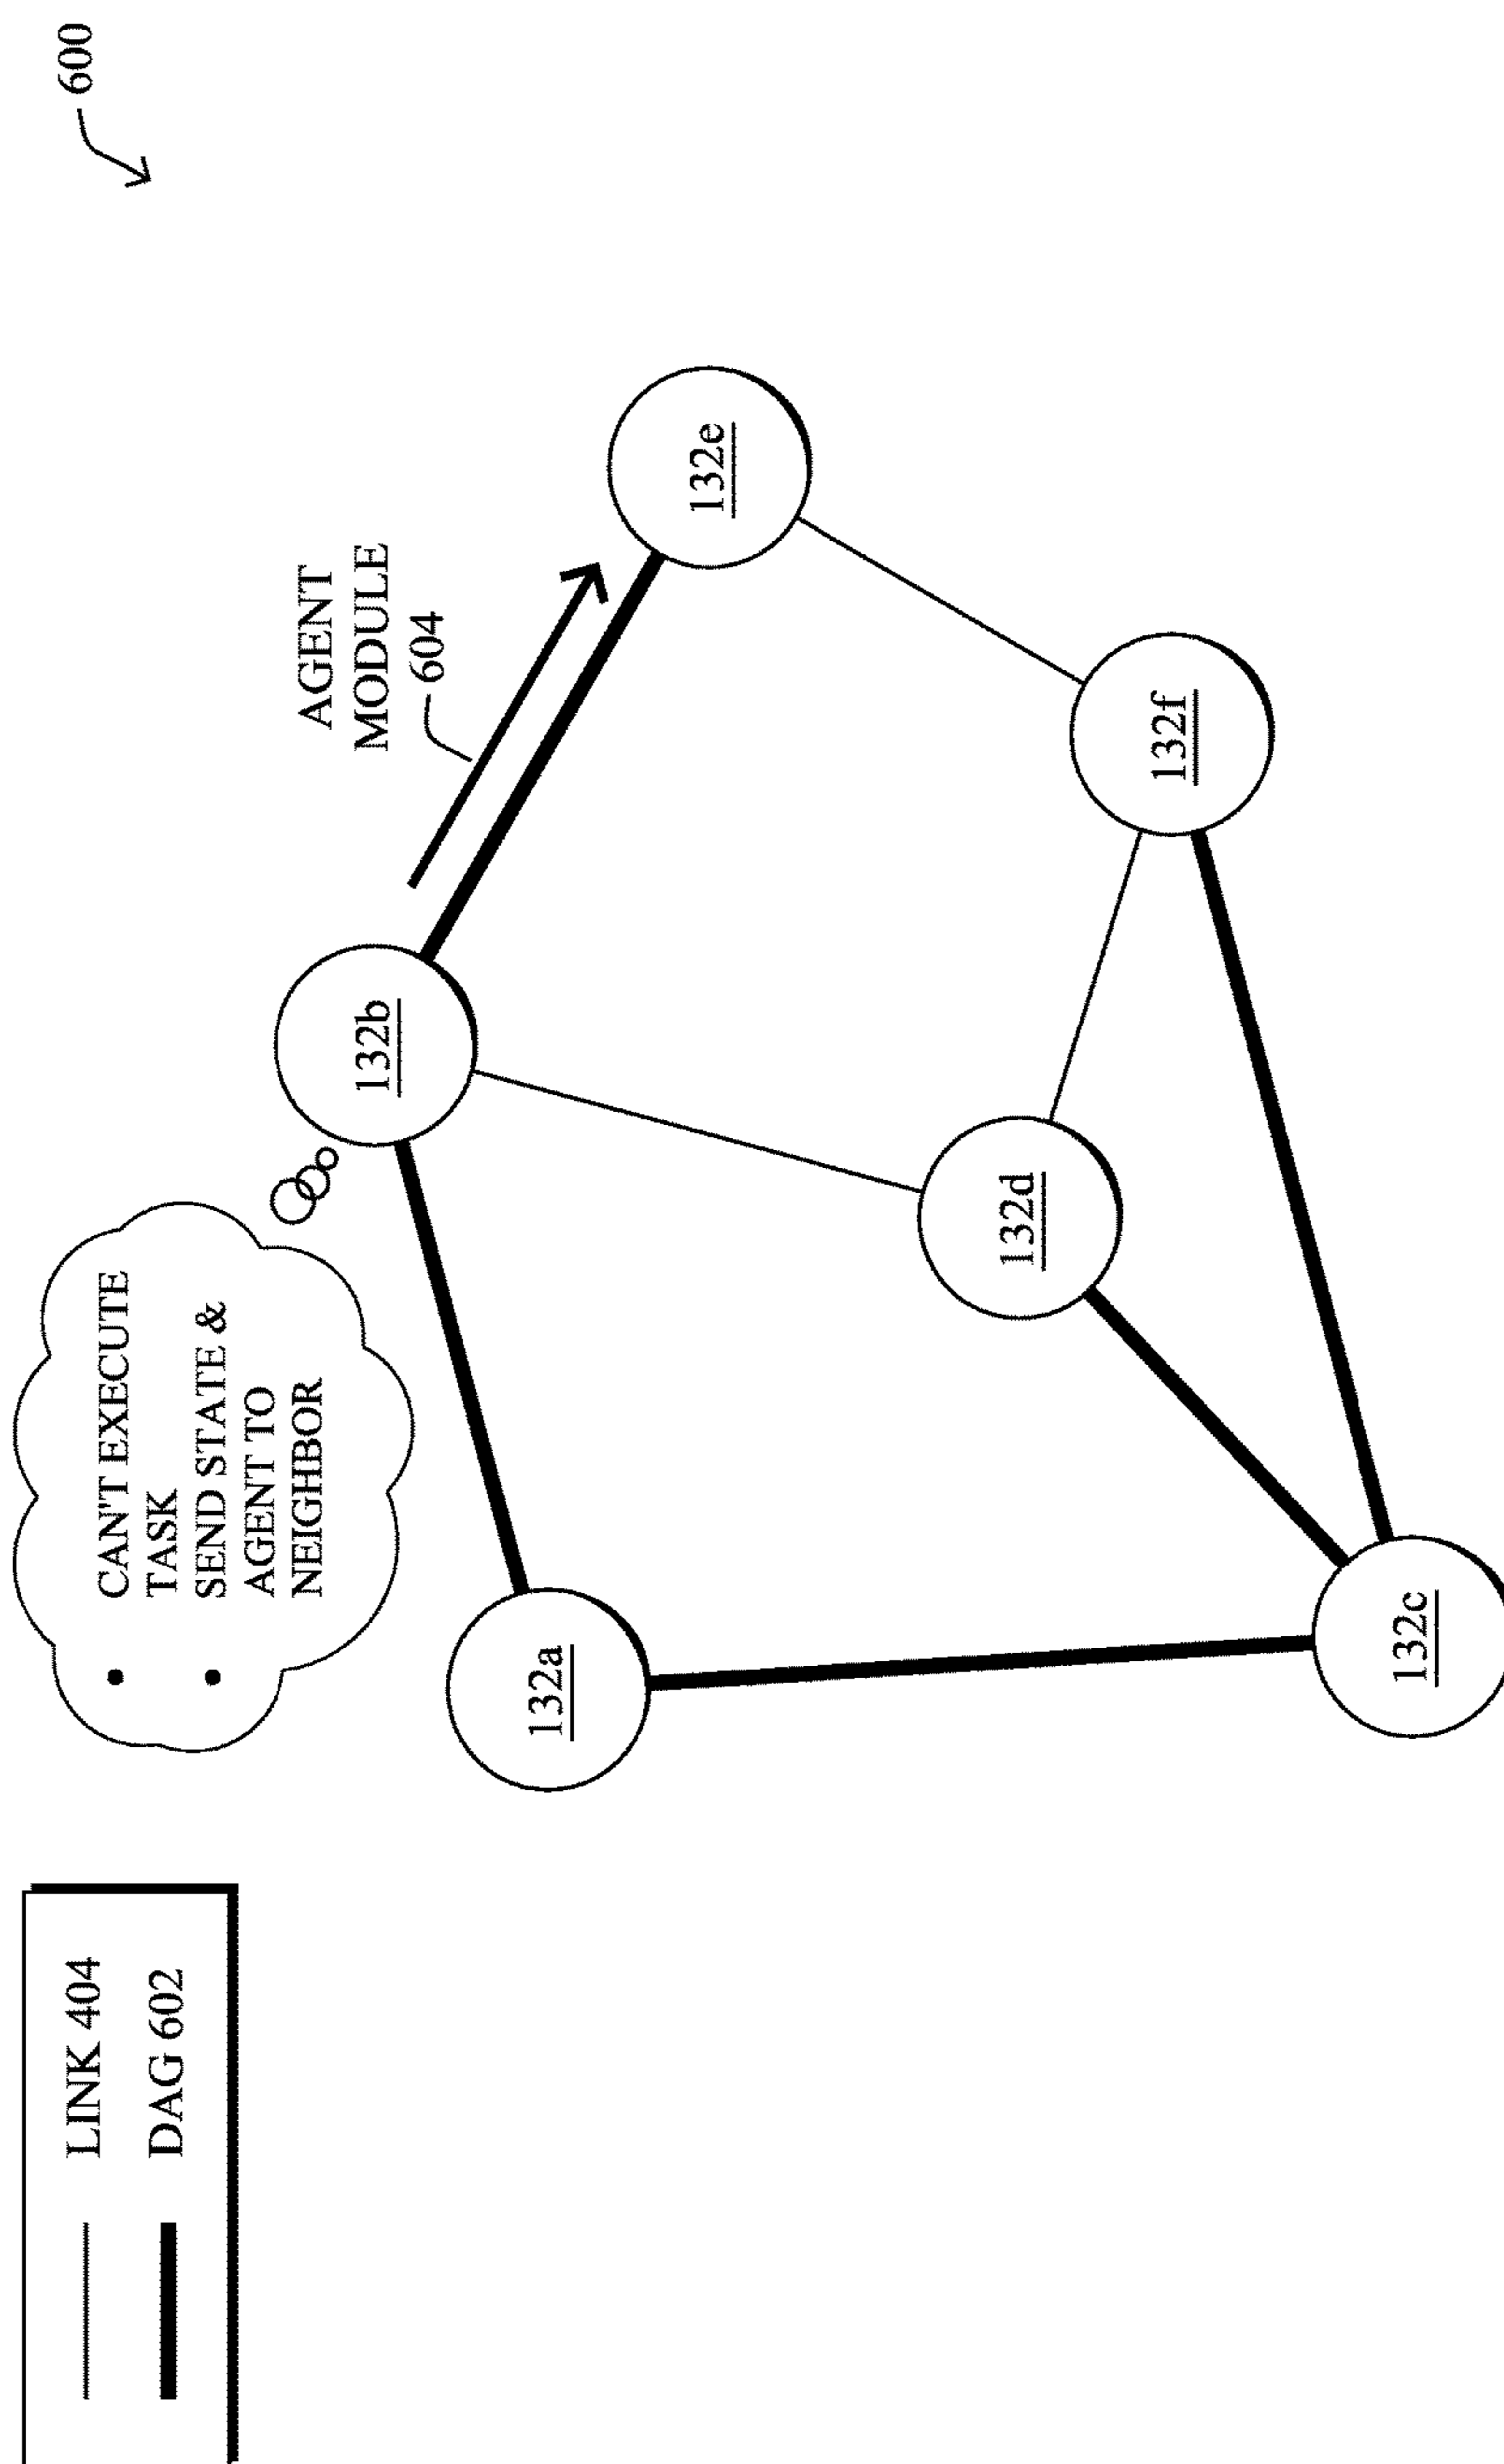 LINK 404
DAG 602
• CAN'T EXECUTE
TASK
• SEND STATE &
AGENT TO
NEIGHBOR
600
AGENT
MODULE
604
132a
132b
132c
132d
132e
132f